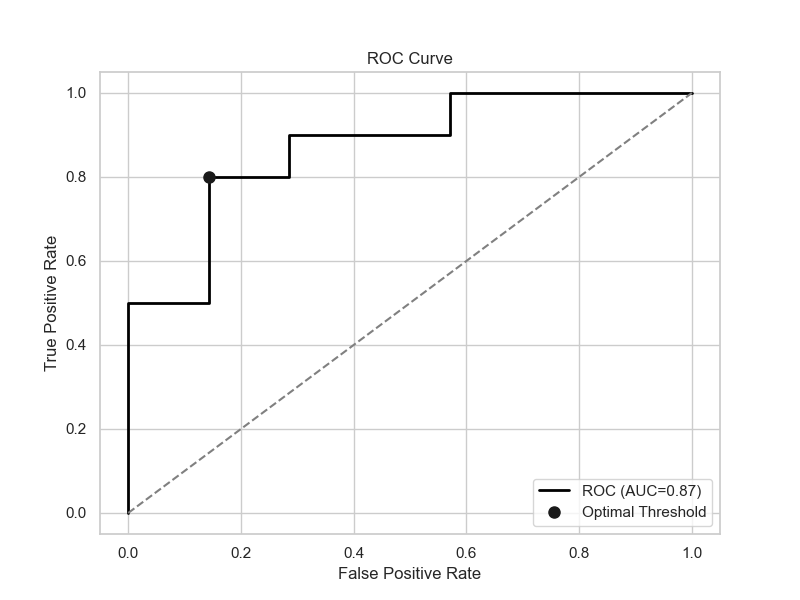 ROC Curve
True Positive Rate
1.0
0.8
0.6
0.4
0.2
0.0
ROC (AUC=0.87)
Optimal Threshold
0.0 0.2 0.4 0.6 0.8 1.0
False Positive Rate